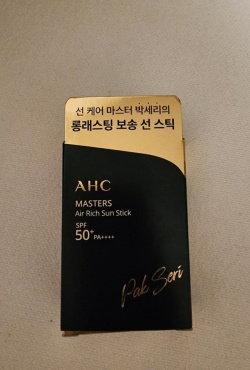 선 케어 마스터 박세리의
롱래스팅 보송 선 스틱
AHC
MASTERS
Air Rich Sun Stick
SPF
50+ PA++++
Pak Seri